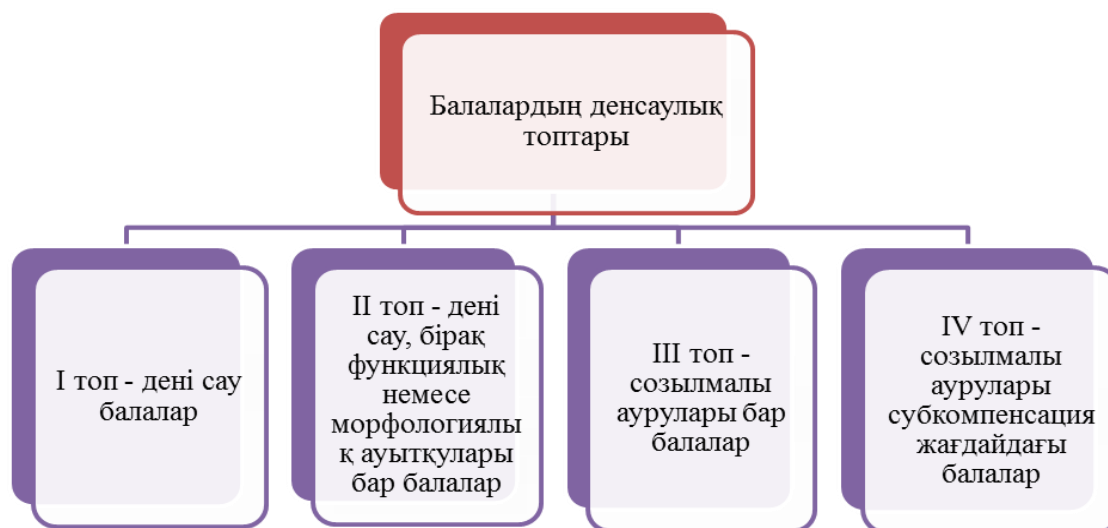 Балалардың денсаулық
топтары
I топ - дені сау
балалар
II топ - дені
сау, бірақ
функциялық
немесе
морфологиялы
қ ауытқулары
бар балалар
III топ -
созылмалы
аурулары бар
балалар
IV топ -
созылмалы
аурулары
субкомпенсация
жағдайдағы
балалар